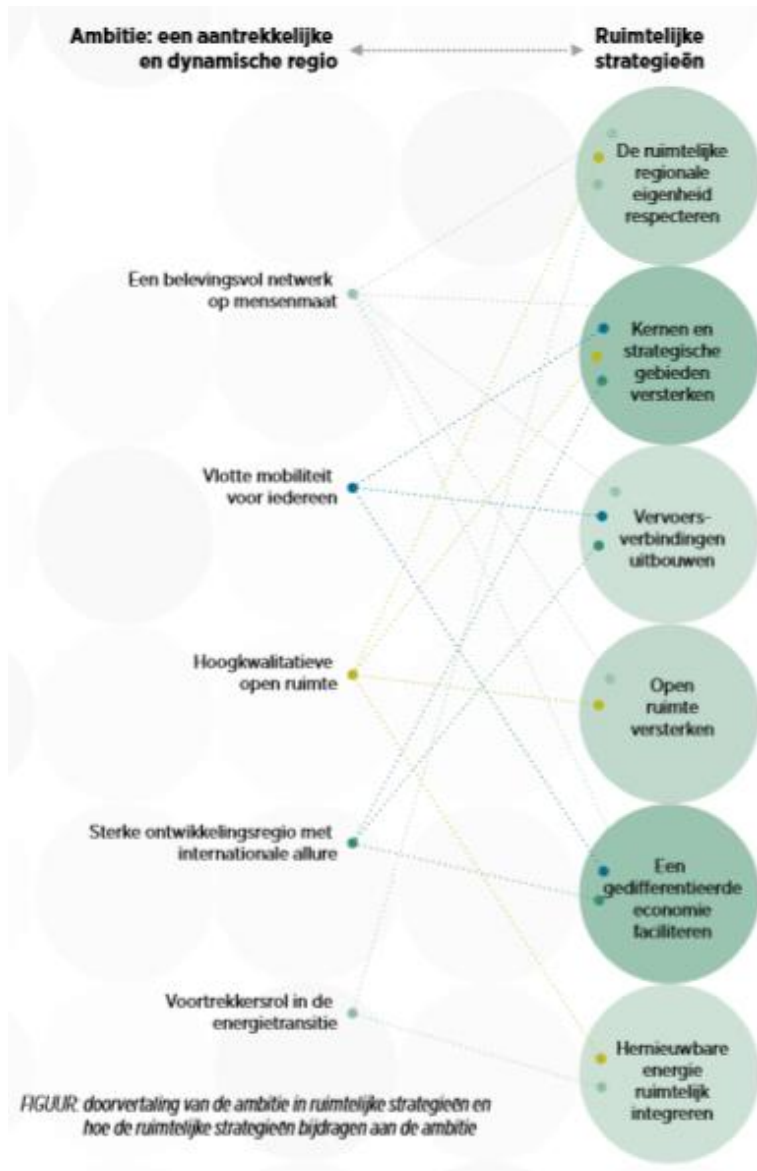 Ambitie: een aantrekkelijke
en dynamische regio
Ruimtelijke
strategieën
De ruimtelijke
regionale
eigenheid
respecteren
Een belevingsvol netwerk
op mensenmaat
Kernen en
strategische
gebieden
versterken
Vlotte mobiliteit
voor iedereen
Vervoers-
verbindingen
uitbouwen
Hoogkwalitatieve
open ruimte
Open
ruimte
versterken
Sterke ontwikkelingsregio met
internationale allure
Een
gedifferentieerde
economie
faciliteren
Voortrekkersrol in de
energietransitie
Hernieuwbare
energie
ruimtelijk
integreren
FIGUUR: doorvertaling van de ambitie in ruimtelijke strategieën en
hoe de ruimtelijke strategieën bijdragen aan de ambitie